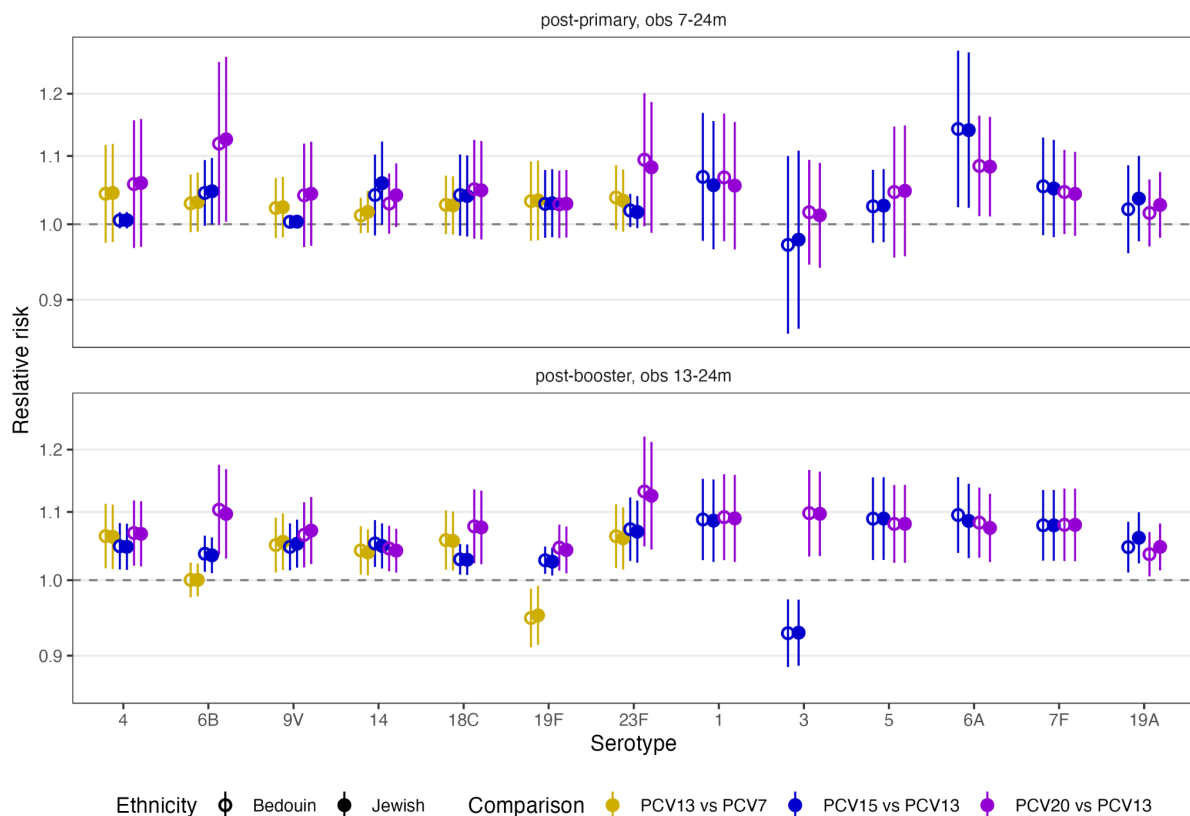 post-primary, obs 7-24m
1.2
1.1
1.0
0.9
Reslative risk
post-booster, obs 13-24m
1.2
1.1
1.0
0.9
4 6B 9V 14 18C 19F 23F 1 3 5 6A 7F 19A
Serotype
Ethnicity Bedouin Jewish Comparison PCV13 vs PCV7 PCV15 vs PCV13 PCV20 vs PCV13